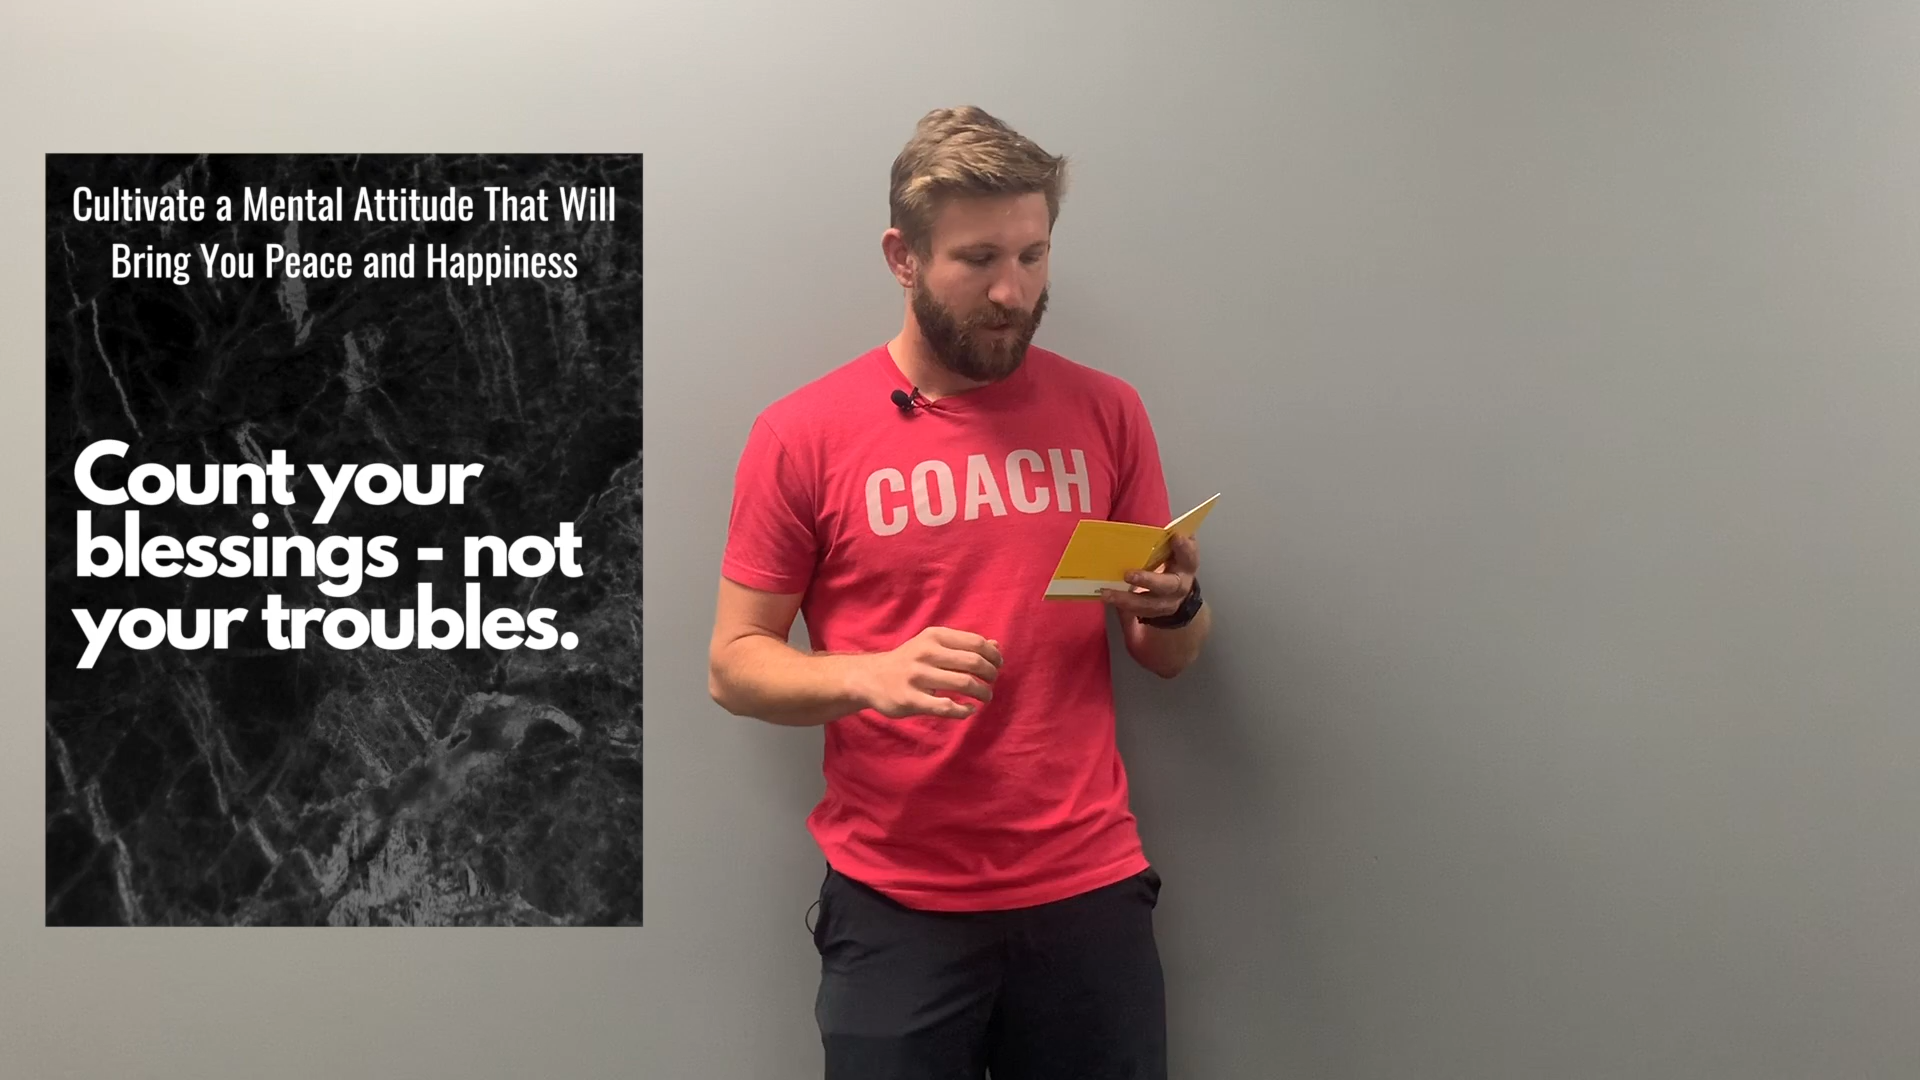 Cultivate a Mental Attitude That Will
Bring You Peace and Happiness
Count your
blessings - not
your troubles.
COACH